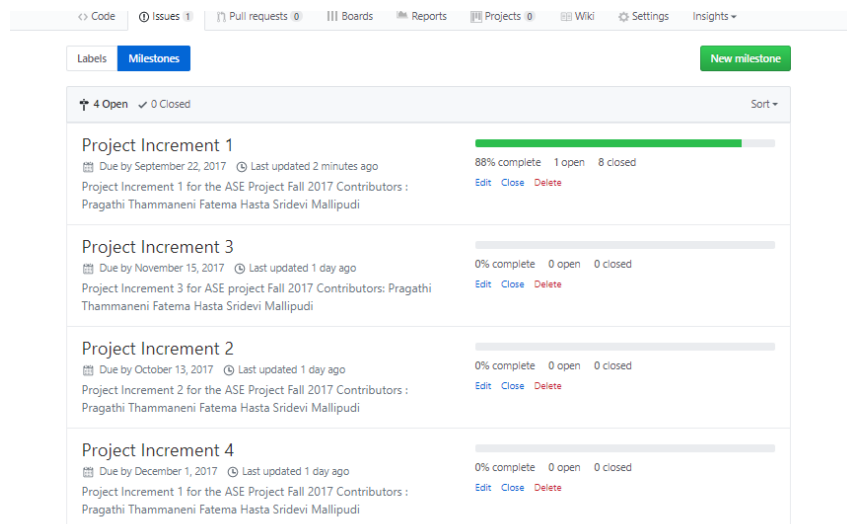 Code Issues 1 Pull requests 0 Boards Reports Projects 0 Wiki Settings Insights
Labels Milestones New milestone
4 Open 0 Closed Sort
Project Increment 1
Due by September 22, 2017 Last updated 2 minutes ago
Project Increment 1 for the ASE Project Fall 2017 Contributors :
Pragathi Thammaneni Fatema Hasta Sridevi Mallipudi
88% complete 1 open 8 closed
Edit Close Delete
Project Increment 3
Due by November 15, 2017 Last updated 1 day ago
Project Increment 3 for ASE project Fall 2017 Contributors: Pragathi
Thammaneni Fatema Hasta Sridevi Mallipudi
0% complete 0 open 0 closed
Edit Close Delete
Project Increment 2
Due by October 13, 2017 Last updated 1 day ago
Project Increment 2 for the ASE Project Fall 2017 Contributors :
Pragathi Thammaneni Fatema Hasta Sridevi Mallipudi
0% complete 0 open 0 closed
Edit Close Delete
Project Increment 4
Due by December 1, 2017 Last updated 1 day ago
Project Increment 1 for the ASE Project Fall 2017 Contributors :
Pragathi Thammaneni Fatema Hasta Sridevi Mallipudi
0% complete 0 open 0 closed
Edit Close Delete